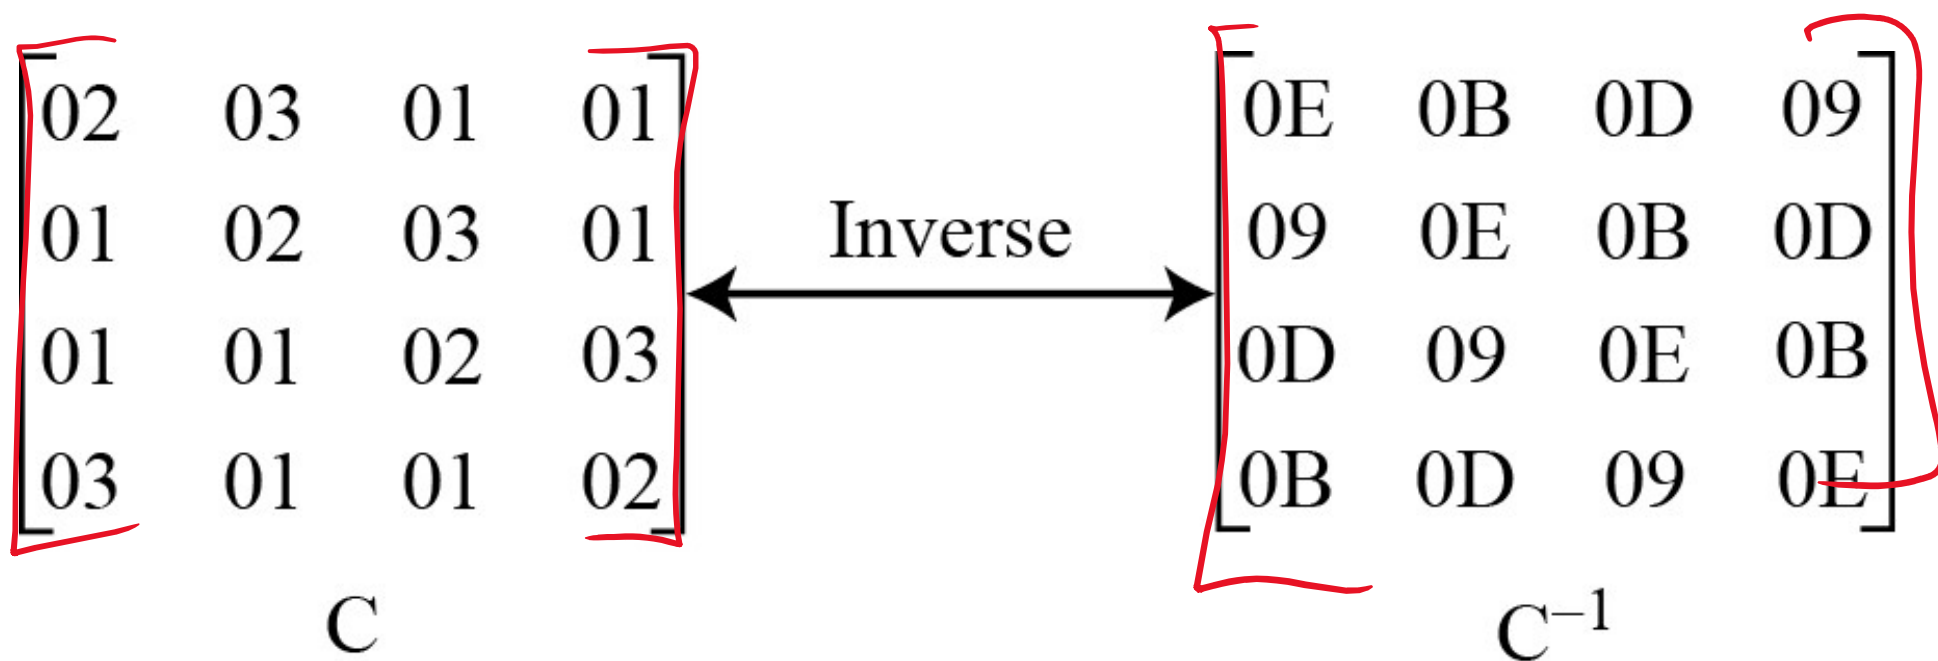 02 03 01 01 0E 0B 0D 09
01 02 03 01 Inverse 09 0E 0B 0D
01 01 02 03 0D 09 0E 0B
03 01 01 02 0B 0D 09 0E
C C⁻¹